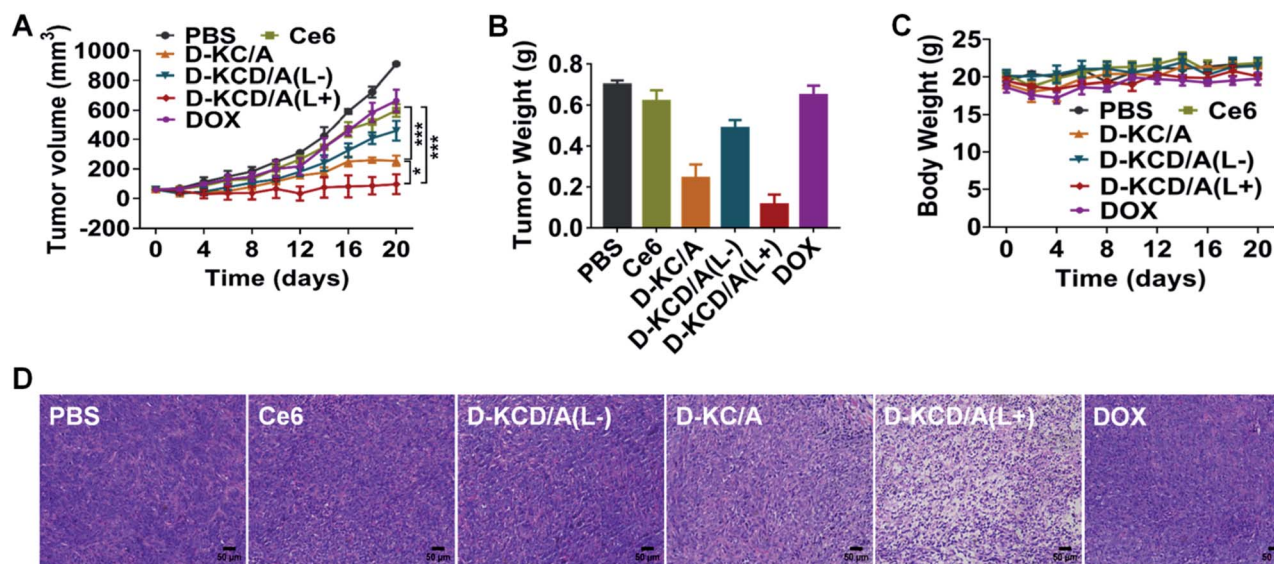 A
PBS Ce6
D-KC/A
D-KCD/A(L-)
D-KCD/A(L+)
DOX
Tumor volume (mm³)
1000
800
600
400
200
0
-200
***
***
*
0 4 8 12 16 20
Time (days)
B
Tumor Weight (g)
0.8
0.6
0.4
0.2
0.0
PBS
Ce6
D-KC/A
D-KCD/A(L-)
D-KCD/A(L+)
DOX
C
Body Weight (g)
25
20
15
10
5
0
PBS Ce6
D-KC/A
D-KCD/A(L-)
D-KCD/A(L+)
DOX
0 4 8 12 16 20
Time (days)
D
PBS
Ce6
D-KCD/A(L-)
D-KC/A
D-KCD/A(L+)
DOX
50 μm
50 μm
50 μm
50 μm
50 μm
50 μm